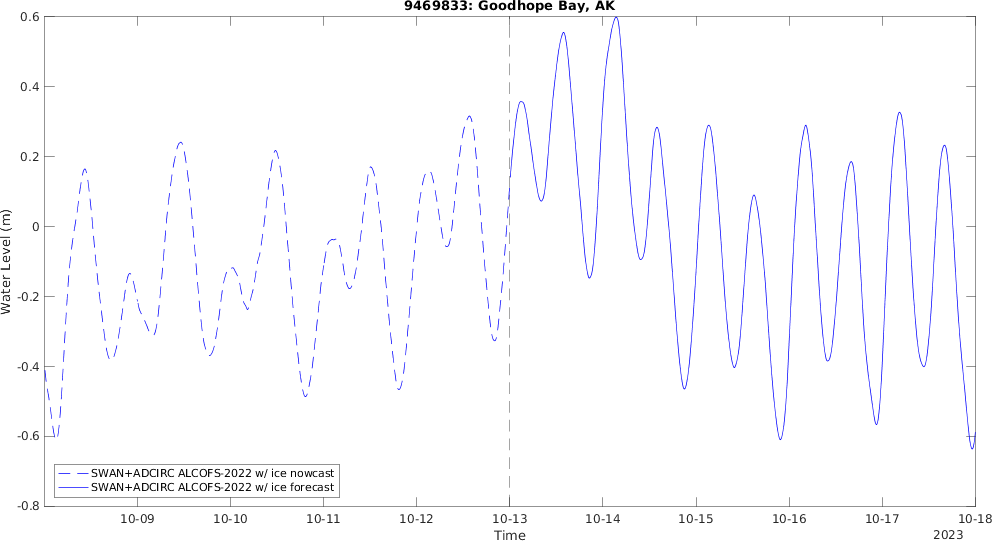 9469833: Goodhope Bay, AK
0.6
0.4
0.2
0
-0.2
-0.4
-0.6
-0.8
Water Level (m)
SWAN+ADCIRC ALCOFS-2022 w/ ice nowcast
SWAN+ADCIRC ALCOFS-2022 w/ ice forecast
10-09 10-10 10-11 10-12 10-13 10-14 10-15 10-16 10-17 10-18
Time
2023